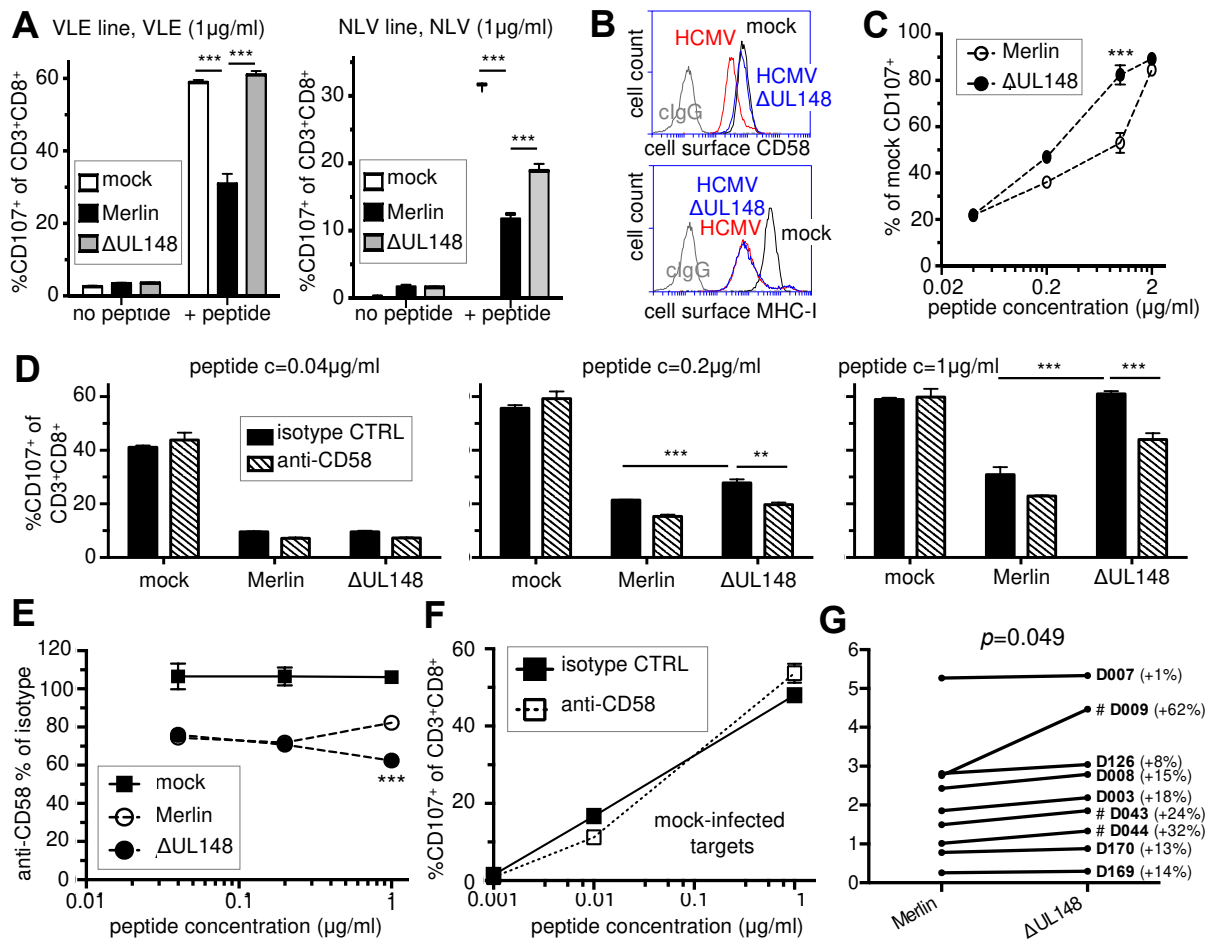 A
VLE line, VLE (1µg/ml)
%CD107+ of CD3+CD8+
60
40
20
0
***
***
mock
Merlin
ΔUL148
no peptide
+ peptide
NLV line, NLV (1µg/ml)
%CD107+ of CD3+CD8+
30
20
10
0
***
***
mock
Merlin
ΔUL148
no peptide
+ peptide
B
cell count
HCMV
mock
HCMV
ΔUL148
cIgG
cell surface CD58
cell count
HCMV
ΔUL148
HCMV
mock
cIgG
cell surface MHC-I
C
% of mock CD107+
100
80
60
40
20
0
Merlin
ΔUL148
***
0.02
0.2
2
peptide concentration (µg/ml)
D
%CD107+ of
CD3+CD8+
60
40
20
0
peptide c=0.04µg/ml
isotype CTRL
anti-CD58
mock
Merlin
ΔUL148
peptide c=0.2µg/ml
***
**
mock
Merlin
ΔUL148
peptide c=1µg/ml
***
***
mock
Merlin
ΔUL148
E
anti-CD58 % of isotype
120
100
80
60
40
20
0
***
mock
Merlin
ΔUL148
0.01
0.1
1
peptide concentration (µg/ml)
F
%CD107+ of CD3+CD8+
60
40
20
0
isotype CTRL
anti-CD58
mock-infected
targets
0.001
0.01
0.1
1
peptide concentration (µg/ml)
G
p=0.049
6
5
4
3
2
1
0
D007 (+1%)
# D009 (+62%)
D126 (+8%)
D008 (+15%)
D003 (+18%)
# D043 (+24%)
# D044 (+32%)
D170 (+13%)
D169 (+14%)
Merlin
ΔUL148